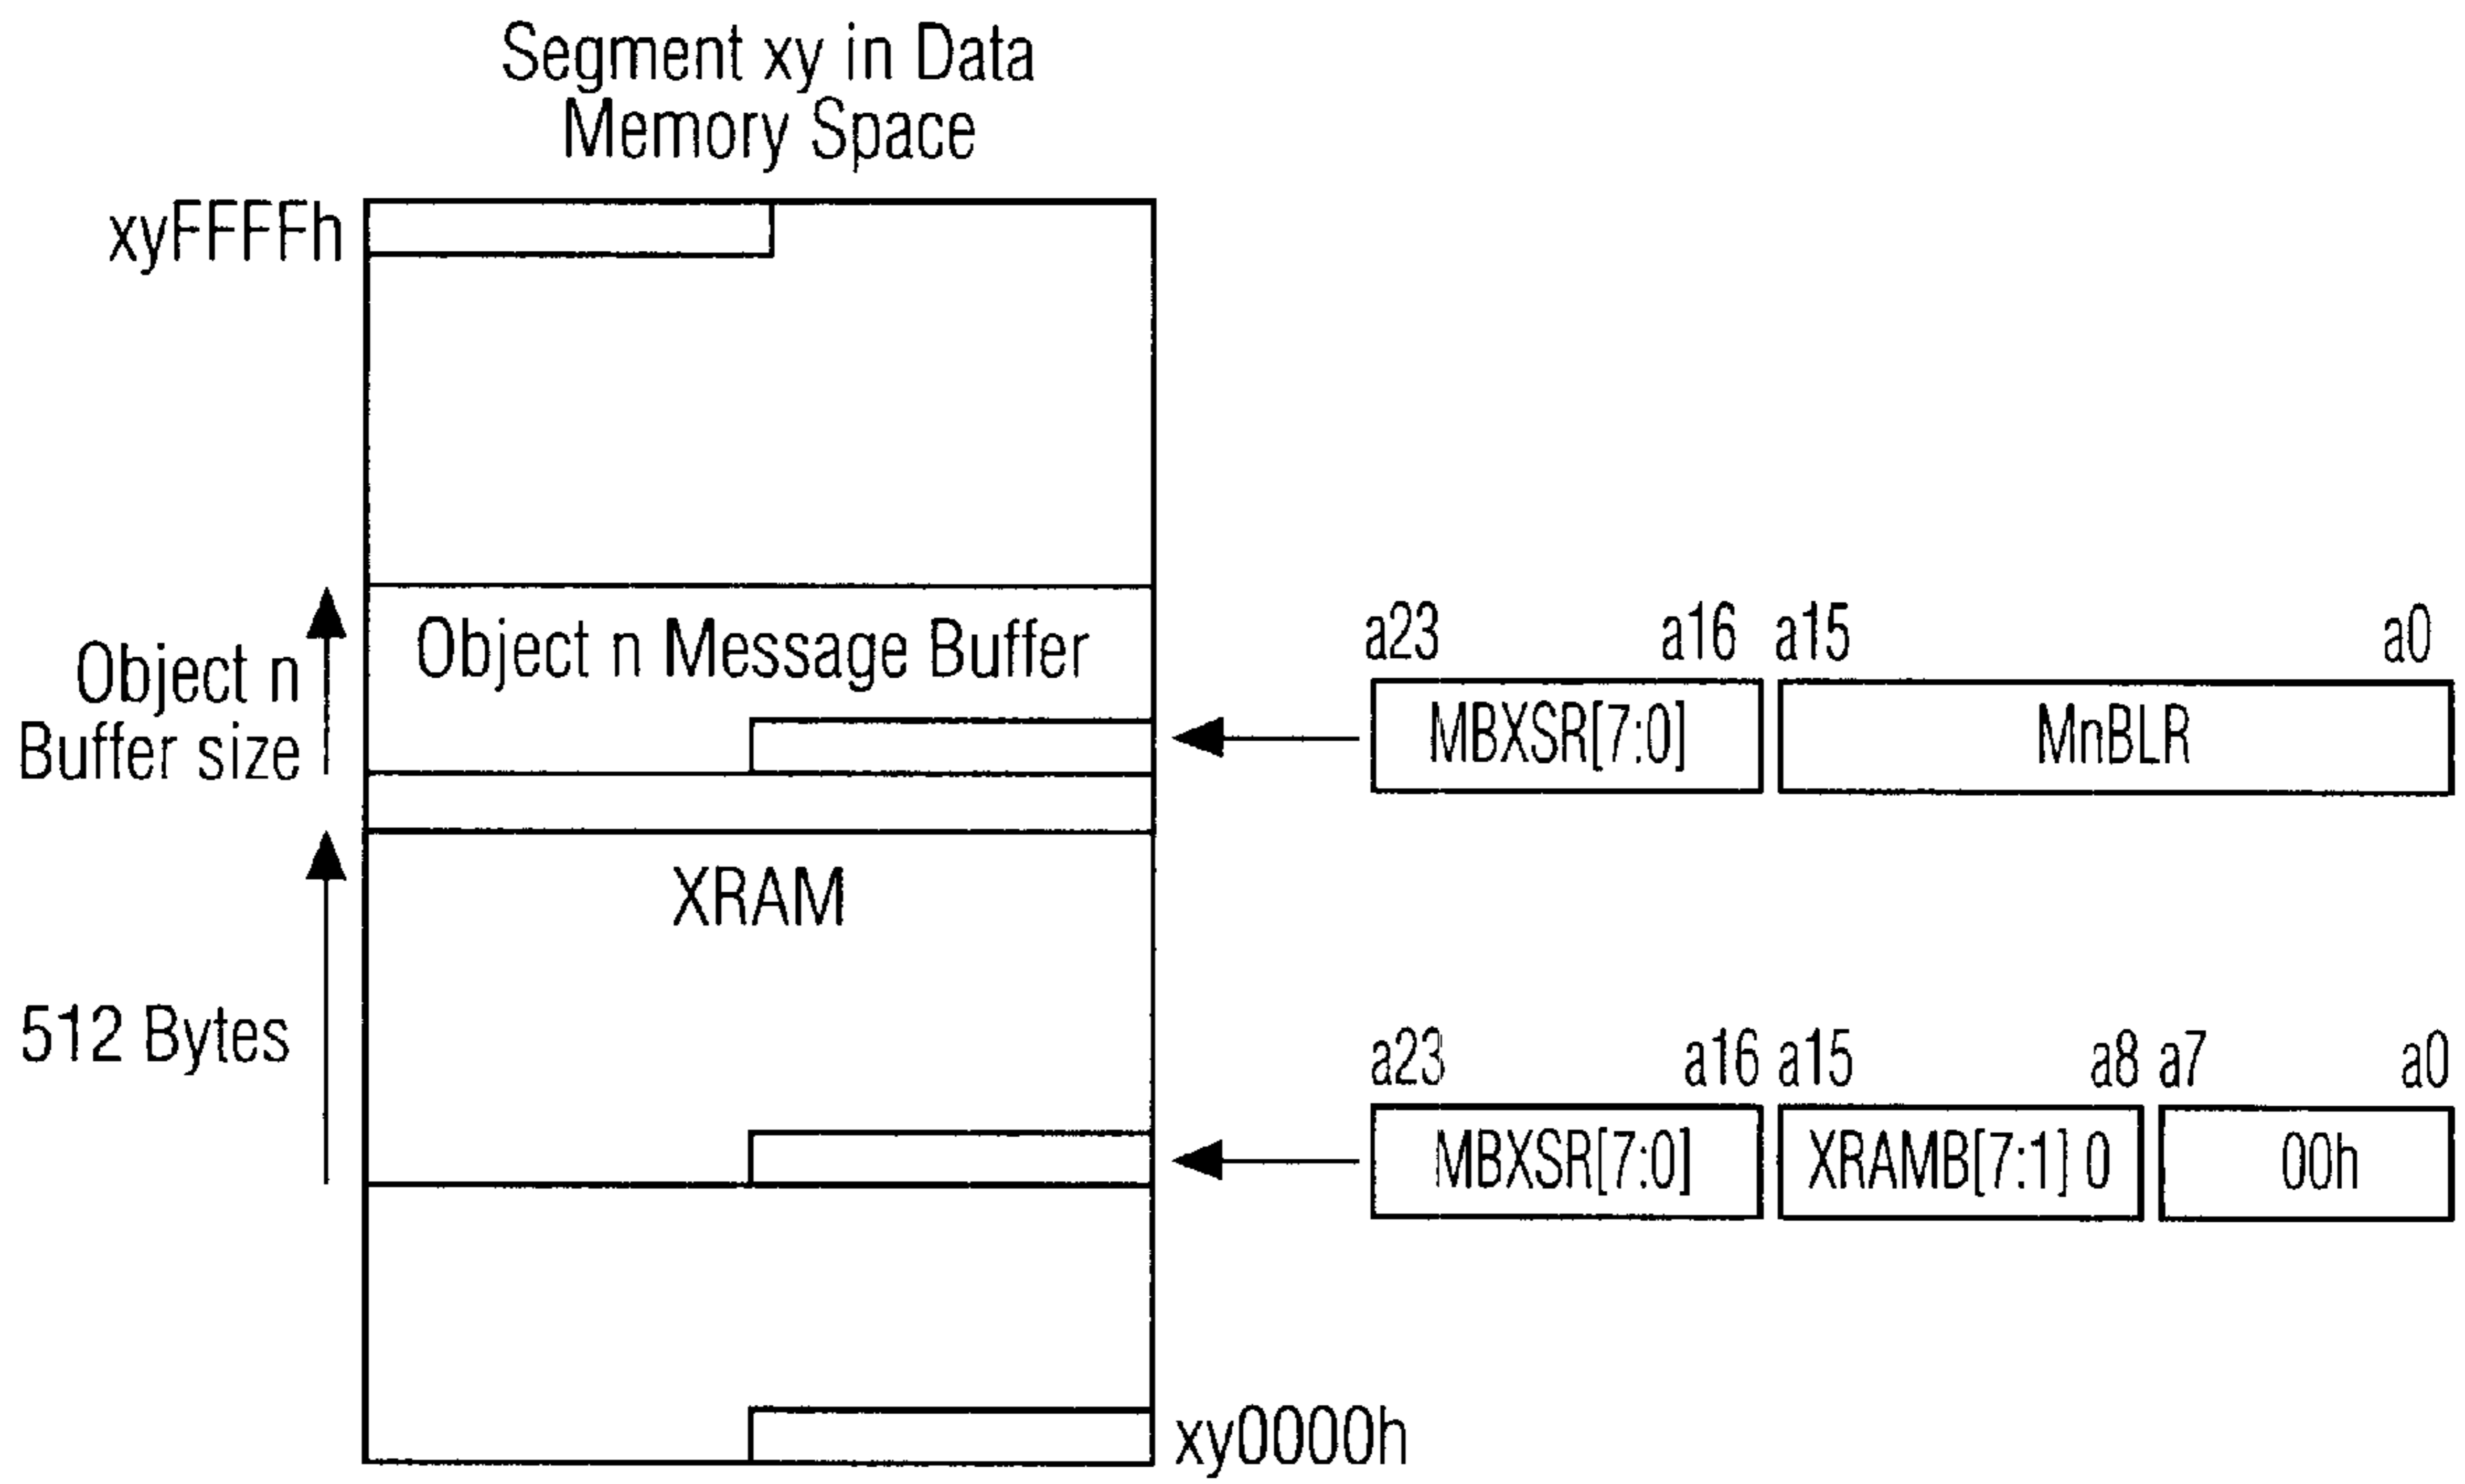 Segment xy in Data
Memory Space
xyFFFFh
Object n
Buffer size
Object n Message Buffer
a23 a16 a15 a0
MBXSR[7:0] MnBLR
XRAM
512 Bytes
a23 a16 a15 a8 a7 a0
MBXSR[7:0] XRAMB[7:1] 0 00h
xy0000h